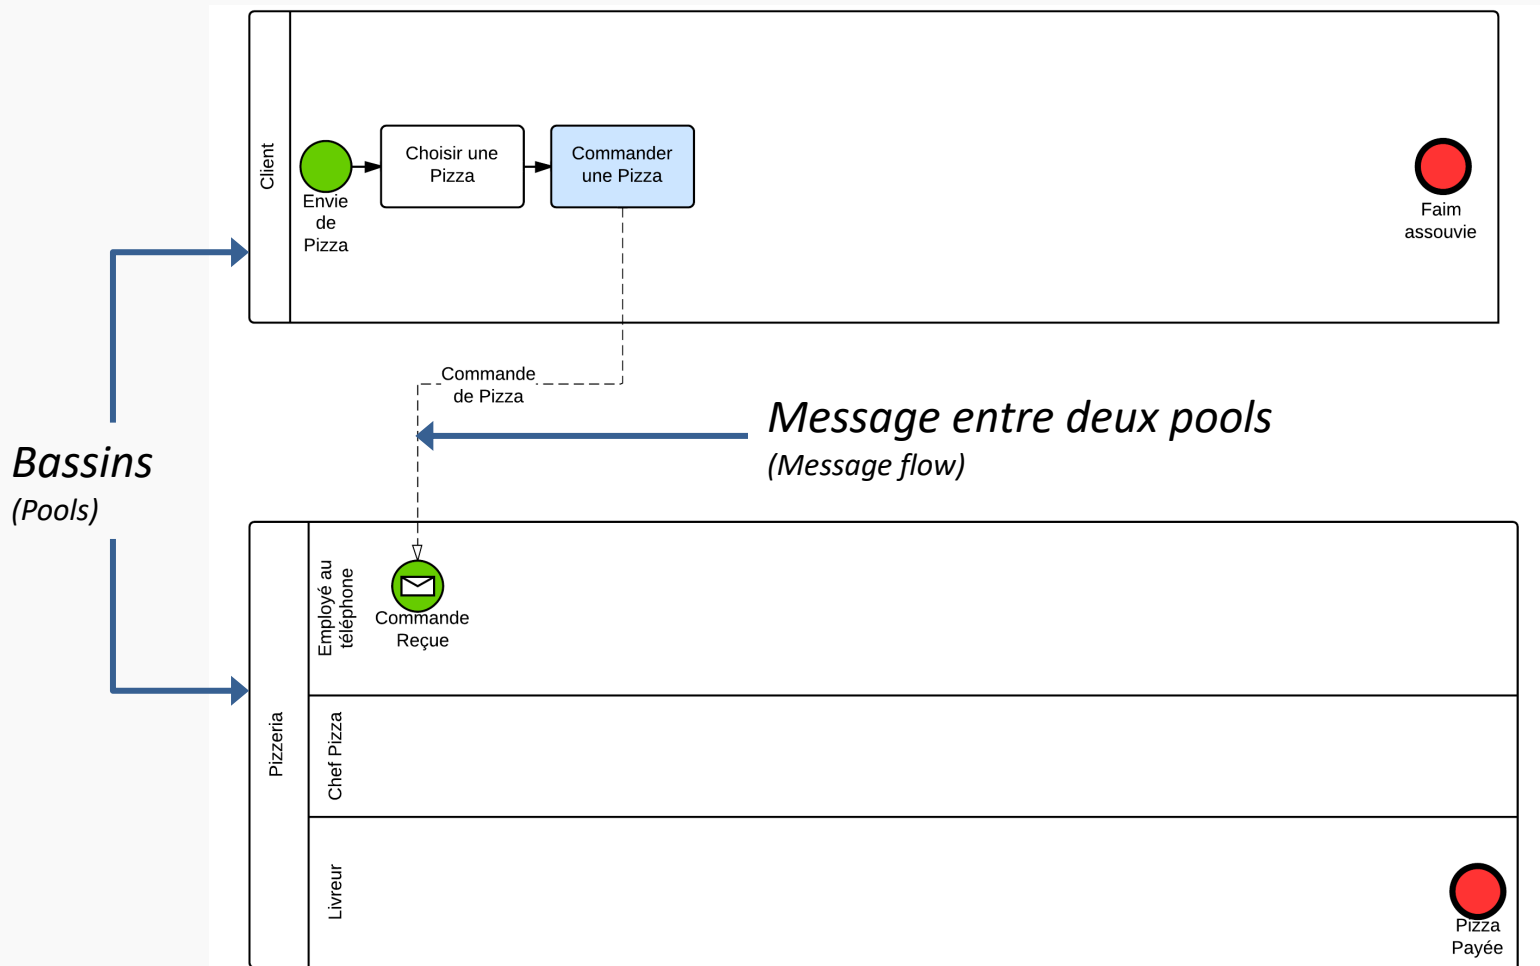 Client
Envie
de
Pizza
Choisir une
Pizza
Commander
une Pizza
Faim
assouvie
Commande
de Pizza
Message entre deux pools
(Message flow)
Bassins
(Pools)
Pizzeria
Employé au
téléphone
Commande
Reçue
Chef Pizza
Livreur
Pizza
Payée